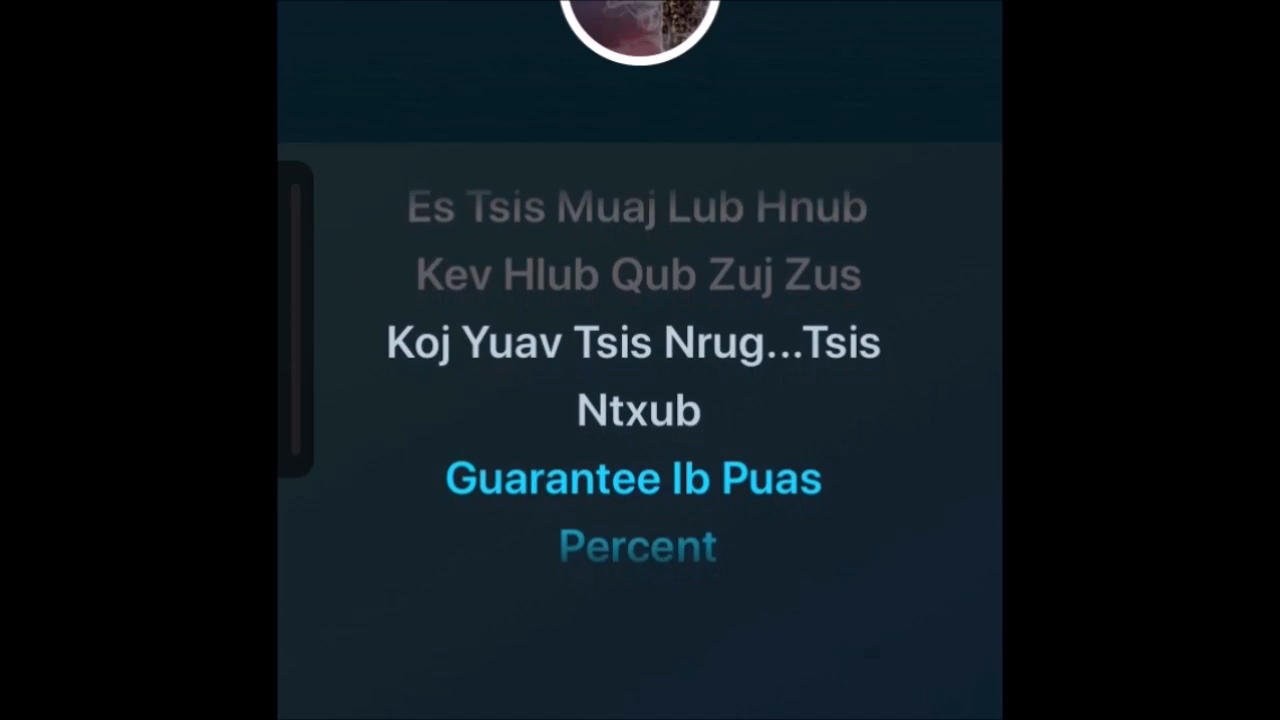 Es Tsis Muaj Lub Hnub
Kev Hlub Qub Zuj Zus
Koj Yuav Tsis Nrug...Tsis
Ntxub
Guarantee Ib Puas
Percent